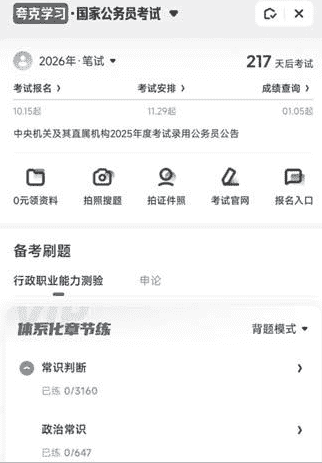 夸克学习·国家公务员考试
2026年·笔试 217天后考试
考试报名 考试安排 成绩查询
10.15起 11.29起 01.05起
中央机关及其直属机构2025年度考试录用公务员公告
0元领资料 拍照搜题 拍证件照 考试官网 报名入口
备考刷题
行政职业能力测验 申论
体系化章节练 背题模式
常识判断
已练 0/3160
政治常识
已练 0/647